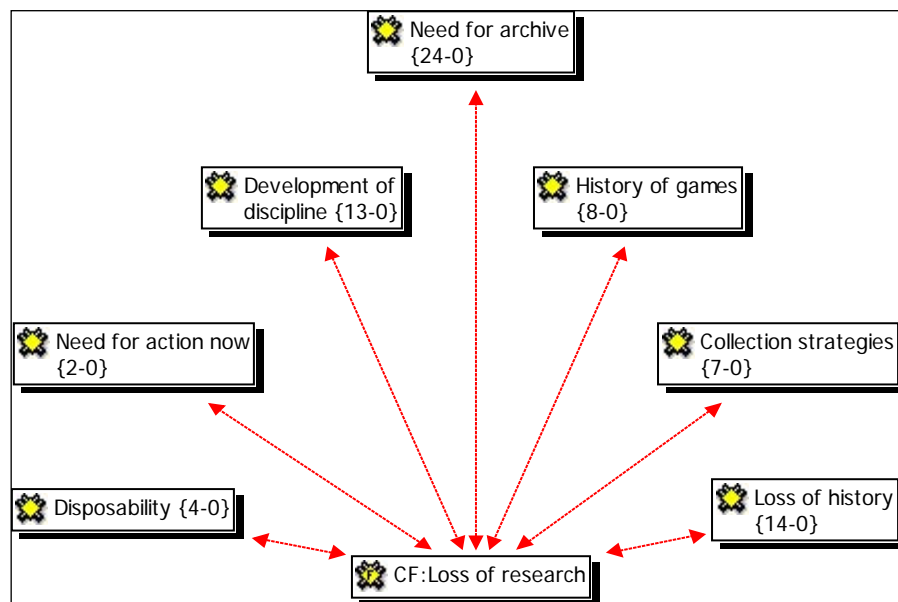 Need for archive
{24-0}
Development of
discipline {13-0}
History of games
{8-0}
Need for action now
{2-0}
Collection strategies
{7-0}
Disposability {4-0}
Loss of history
{14-0}
F
CF:Loss of research